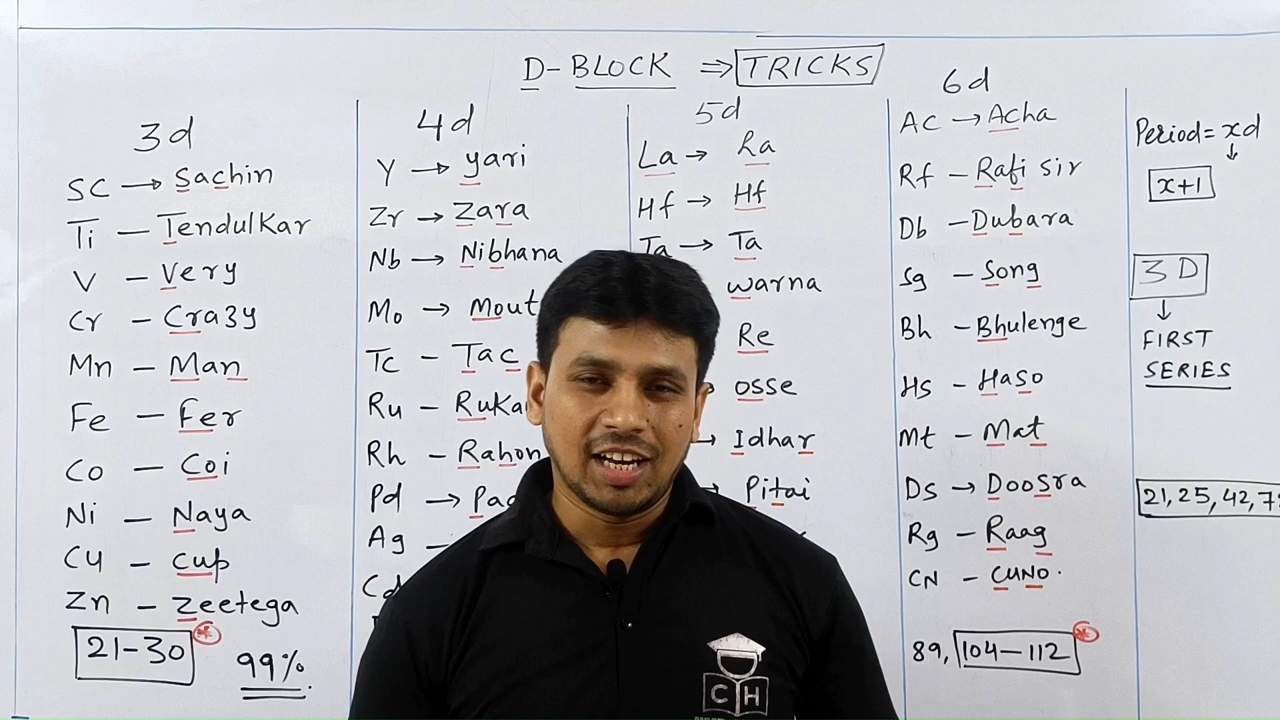 D-BLOCK ⇒ TRICKS
3d
SC → Sachin
Ti — Tendulkar
V — Very
Cr — Crazy
Mn — Man
Fe — Fer
Co — Coi
Ni — Naya
Cu — Cup
Zn — Zeetega
21-30
99%.
4d
Y → yari
Zr → Zara
Nb → Nibhana
Mo → Mout
Tc — Tac
Ru — Ruka
Rh — Rahon
Pd →
Ag —
Cd
5d
La → La
Hf → Hf
Ta → Ta
warna
Re
osse
→ Idhar
Pitai
6d
AC → Acha
Rf — Rafi sir
Db — Dubara
Sg — Song
Bh — Bhulenge
Hs — Haso
Mt — Mat
Ds → Doosra
Rg — Raag
CN — CUNO.
89, 104—112
Period = xd
↓
x+1
3D
↓
FIRST
SERIES
21, 25, 42,
C H